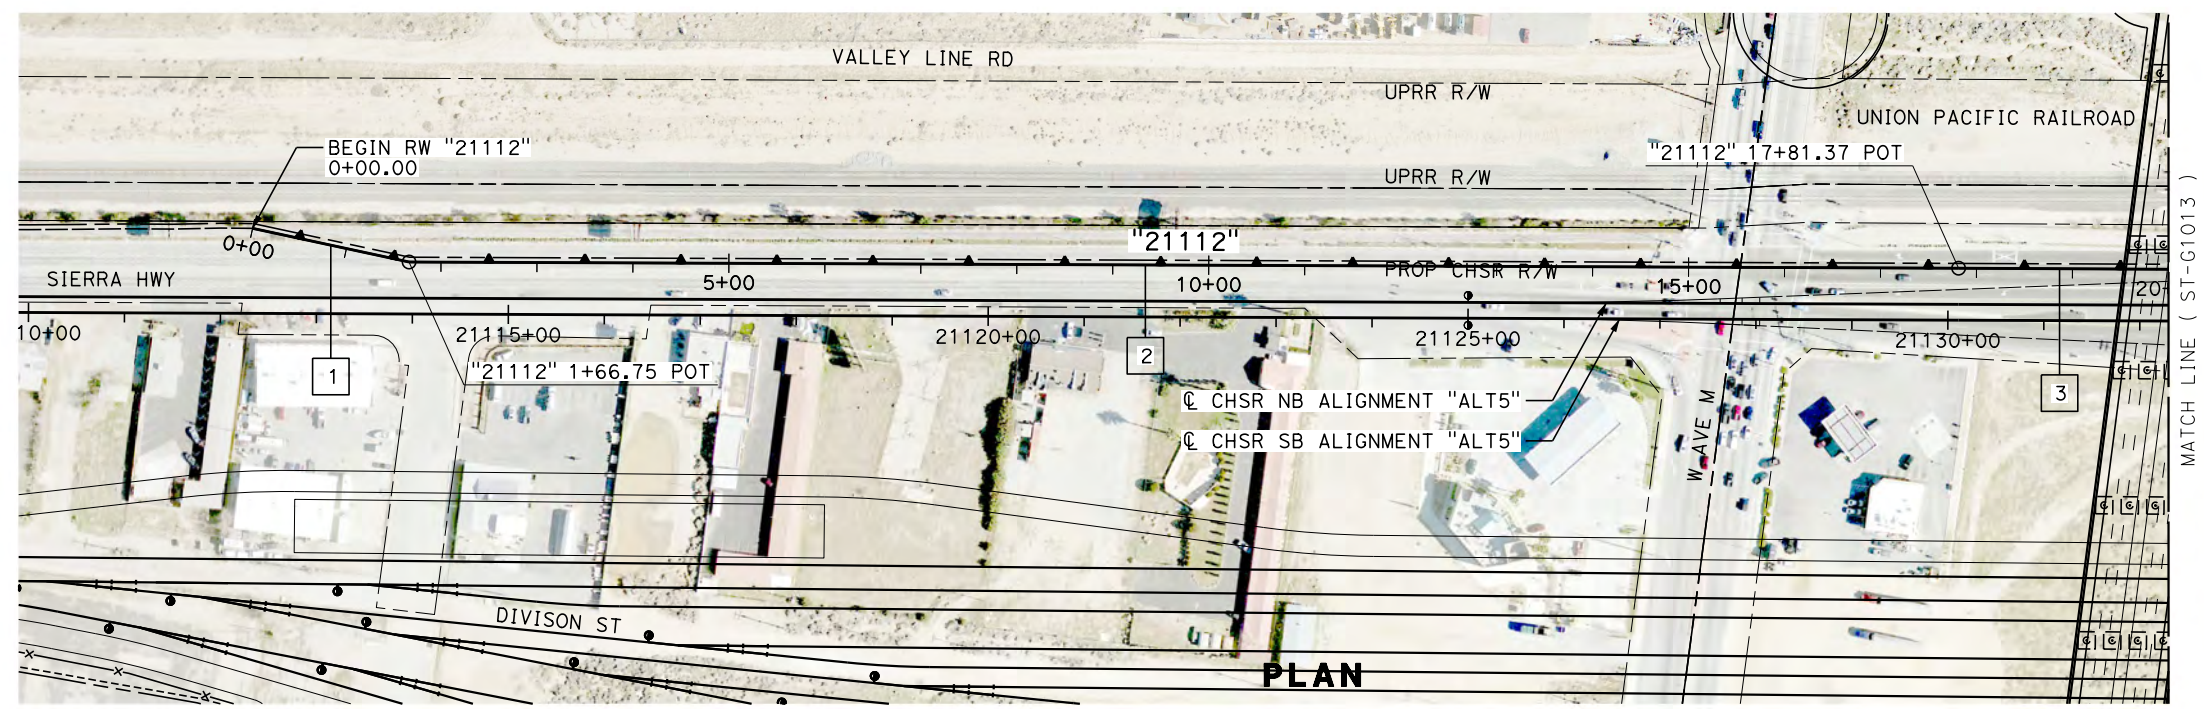 VALLEY LINE RD
UPRR R/W
UNION PACIFIC RAILROAD
BEGIN RW "21112"
0+00.00
"21112" 17+81.37 POT
UPRR R/W
MATCH LINE ( ST-G1013 )
0+00
"21112"
PROP CHSR R/W
SIERRA HWY
5+00
10+00
15+00
20+
10+00
21115+00
21120+00
21125+00
21130+00
1
"21112" 1+66.75 POT
2
3
℄ CHSR NB ALIGNMENT "ALT5"
℄ CHSR SB ALIGNMENT "ALT5"
W AVE M
DIVISON ST
PLAN